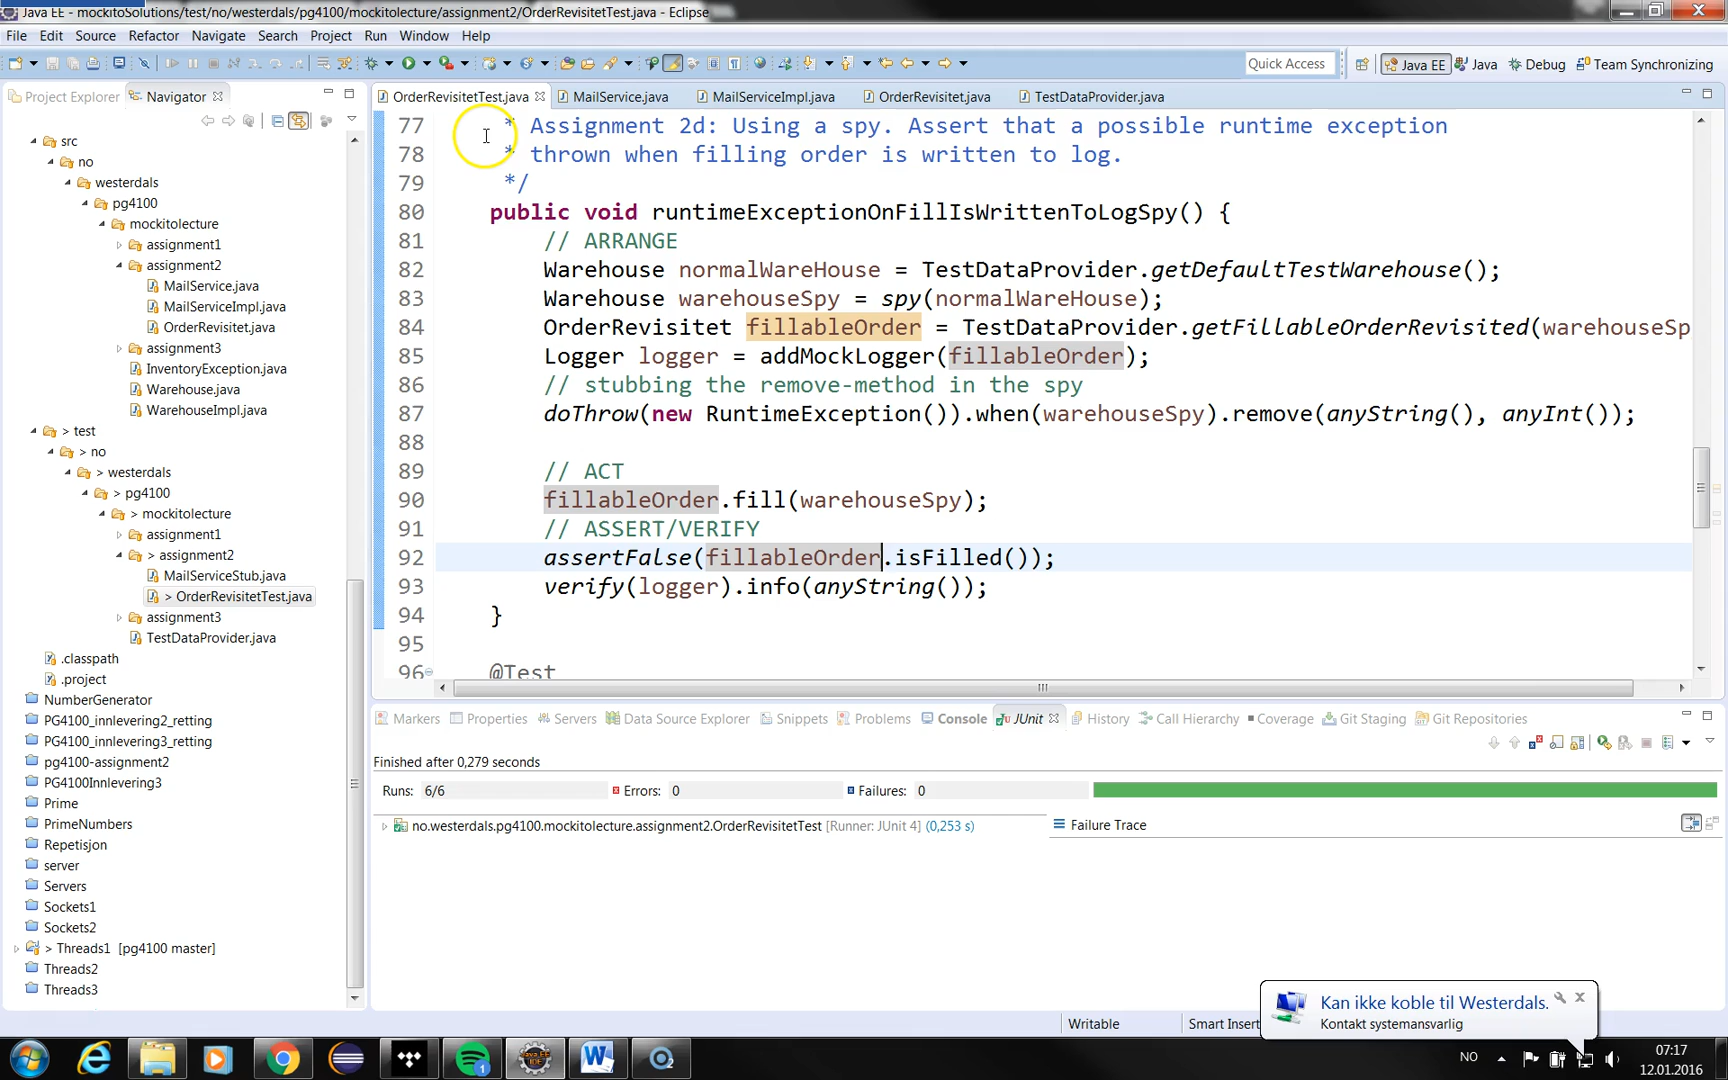 Java EE - mockitoSolutions/test/no/westerdals/pg4100/mockitolecture/assignment2/OrderRevisitetTest.java - Eclipse
File Edit Source Refactor Navigate Search Project Run Window Help
Quick Access Java EE Java Debug Team Synchronizing
Project Explorer Navigator
OrderRevisitetTest.java MailService.java MailServiceImpl.java OrderRevisitet.java TestDataProvider.java
src
no
westerdals
pg4100
mockitolecture
assignment1
assignment2
MailService.java
MailServiceImpl.java
OrderRevisitet.java
assignment3
InventoryException.java
Warehouse.java
WarehouseImpl.java
> test
> no
> westerdals
> pg4100
> mockitolecture
assignment1
> assignment2
MailServiceStub.java
> OrderRevisitetTest.java
assignment3
TestDataProvider.java
.classpath
.project
NumberGenerator
PG4100_innlevering2_retting
PG4100_innlevering3_retting
pg4100-assignment2
PG4100Innlevering3
Prime
PrimeNumbers
Repetisjon
server
Servers
Sockets1
Sockets2
> Threads1 [pg4100 master]
Threads2
Threads3
77 * Assignment 2d: Using a spy. Assert that a possible runtime exception
78 * thrown when filling order is written to log.
79 */
80 public void runtimeExceptionOnFillIsWrittenToLogSpy() {
81 // ARRANGE
82 Warehouse normalWareHouse = TestDataProvider.getDefaultTestWarehouse();
83 Warehouse warehouseSpy = spy(normalWareHouse);
84 OrderRevisitet fillableOrder = TestDataProvider.getFillableOrderRevisited(warehouseSp
85 Logger logger = addMockLogger(fillableOrder);
86 // stubbing the remove-method in the spy
87 doThrow(new RuntimeException()).when(warehouseSpy).remove(anyString(), anyInt());
88
89 // ACT
90 fillableOrder.fill(warehouseSpy);
91 // ASSERT/VERIFY
92 assertFalse(fillableOrder.isFilled());
93 verify(logger).info(anyString());
94 }
95
96 @Test
Markers Properties Servers Data Source Explorer Snippets Problems Console JUnit History Call Hierarchy Coverage Git Staging Git Repositories
Finished after 0,279 seconds
Runs: 6/6 Errors: 0 Failures: 0
no.westerdals.pg4100.mockitolecture.assignment2.OrderRevisitetTest [Runner: JUnit 4] (0,253 s)
Failure Trace
Kan ikke koble til Westerdals.
Kontakt systemansvarlig
Writable Smart Insert
NO
07:17
12.01.2016